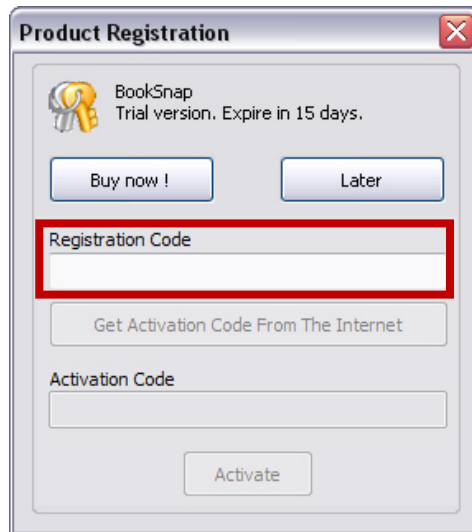 Product Registration
BookSnap
Trial version. Expire in 15 days.
Buy now !
Later
Registration Code
Get Activation Code From The Internet
Activation Code
Activate